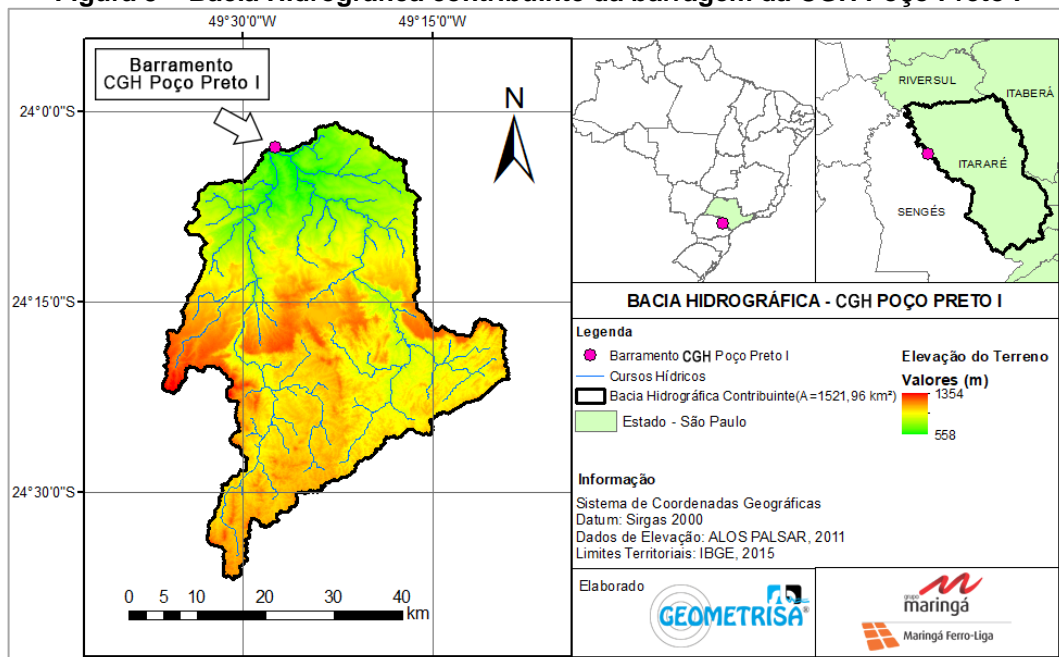 49°30'0"W
49°15'0"W
Barramento
CGH Poço Preto I
N
24°0'0"S
24°15'0"S
24°30'0"S
0 5 10 20 30 40
km
RIVERSUL
ITABERÁ
ITARARÉ
SENGÉS
BACIA HIDROGRÁFICA - CGH POÇO PRETO I
Legenda
Barramento CGH Poço Preto I
Cursos Hídricos
Bacia Hidrográfica Contribuinte(A=1521,96 km²)
Estado - São Paulo
Elevação do Terreno
Valores (m)
1354
558
Informação
Sistema de Coordenadas Geográficas
Datum: Sirgas 2000
Dados de Elevação: ALOS PALSAR, 2011
Limites Territoriais: IBGE, 2015
Elaborado
GEOMETRISA®
grupo
maringá
Maringá Ferro-Liga